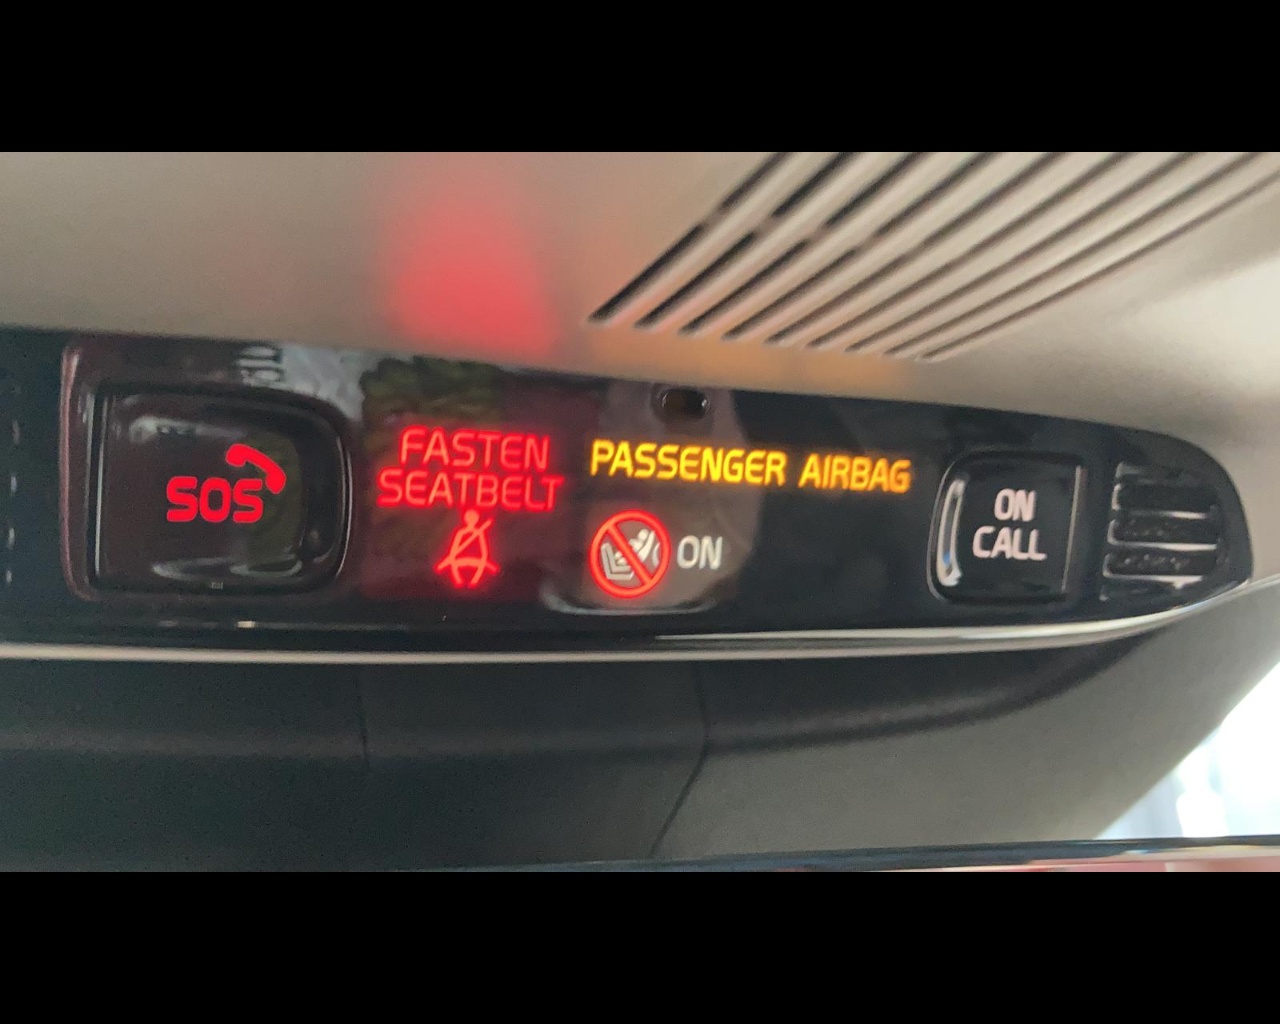 SOS
FASTEN
SEATBELT
PASSENGER AIRBAG
ON
ON
CALL